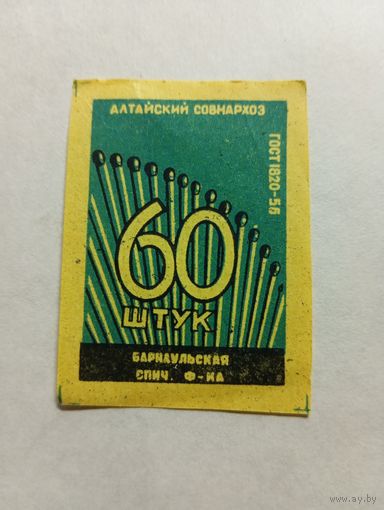 АЛТАЙСКИЙ СОВНАРХОЗ
ГОСТ 1820-56
60
ШТУК
БАРНАУЛЬСКАЯ
СПИЧ. Ф-КА
www.ay.by